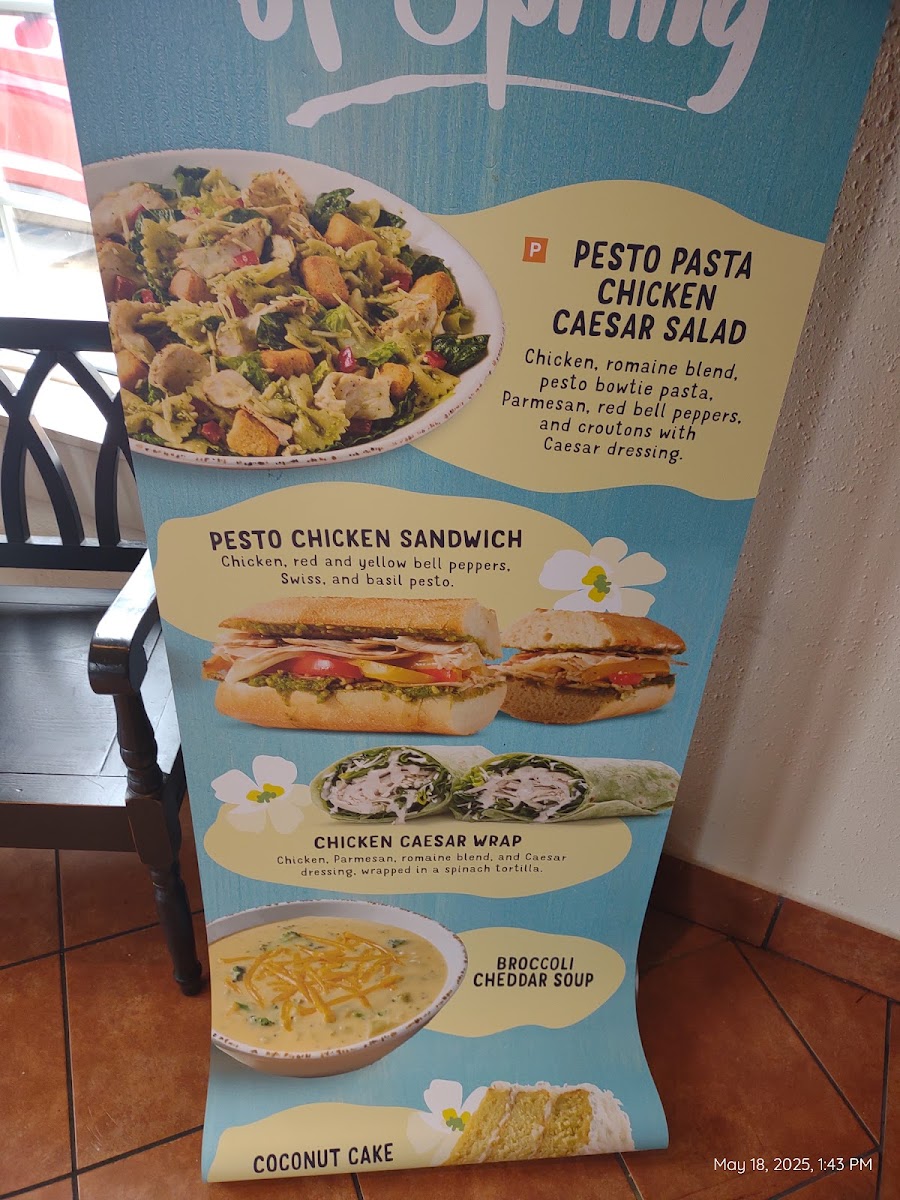 of Spring
P
PESTO PASTA
CHICKEN
CAESAR SALAD
Chicken, romaine blend,
pesto bowtie pasta,
Parmesan, red bell peppers,
and croutons with
Caesar dressing.
PESTO CHICKEN SANDWICH
Chicken, red and yellow bell peppers,
Swiss, and basil pesto.
CHICKEN CAESAR WRAP
Chicken, Parmesan, romaine blend, and Caesar
dressing, wrapped in a spinach tortilla.
BROCCOLI
CHEDDAR SOUP
COCONUT CAKE
May 18, 2025, 1:43 PM